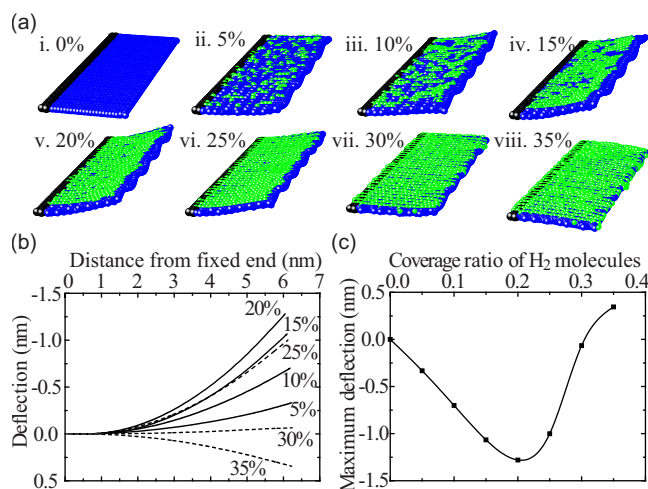 (a)
i. 0%
ii. 5%
iii. 10%
iv. 15%
v. 20%
vi. 25%
vii. 30%
viii. 35%
(b)
Distance from fixed end (nm)
0 1 2 3 4 5 6 7
Deflection (nm)
-1.5
-1.0
-0.5
0.0
0.5
20%
15%
25%
10%
5%
30%
35%
(c)
Coverage ratio of H₂ molecules
0.0 0.1 0.2 0.3 0.4
Maximum deflection (nm)
0.5
0.0
-0.5
-1.0
-1.5